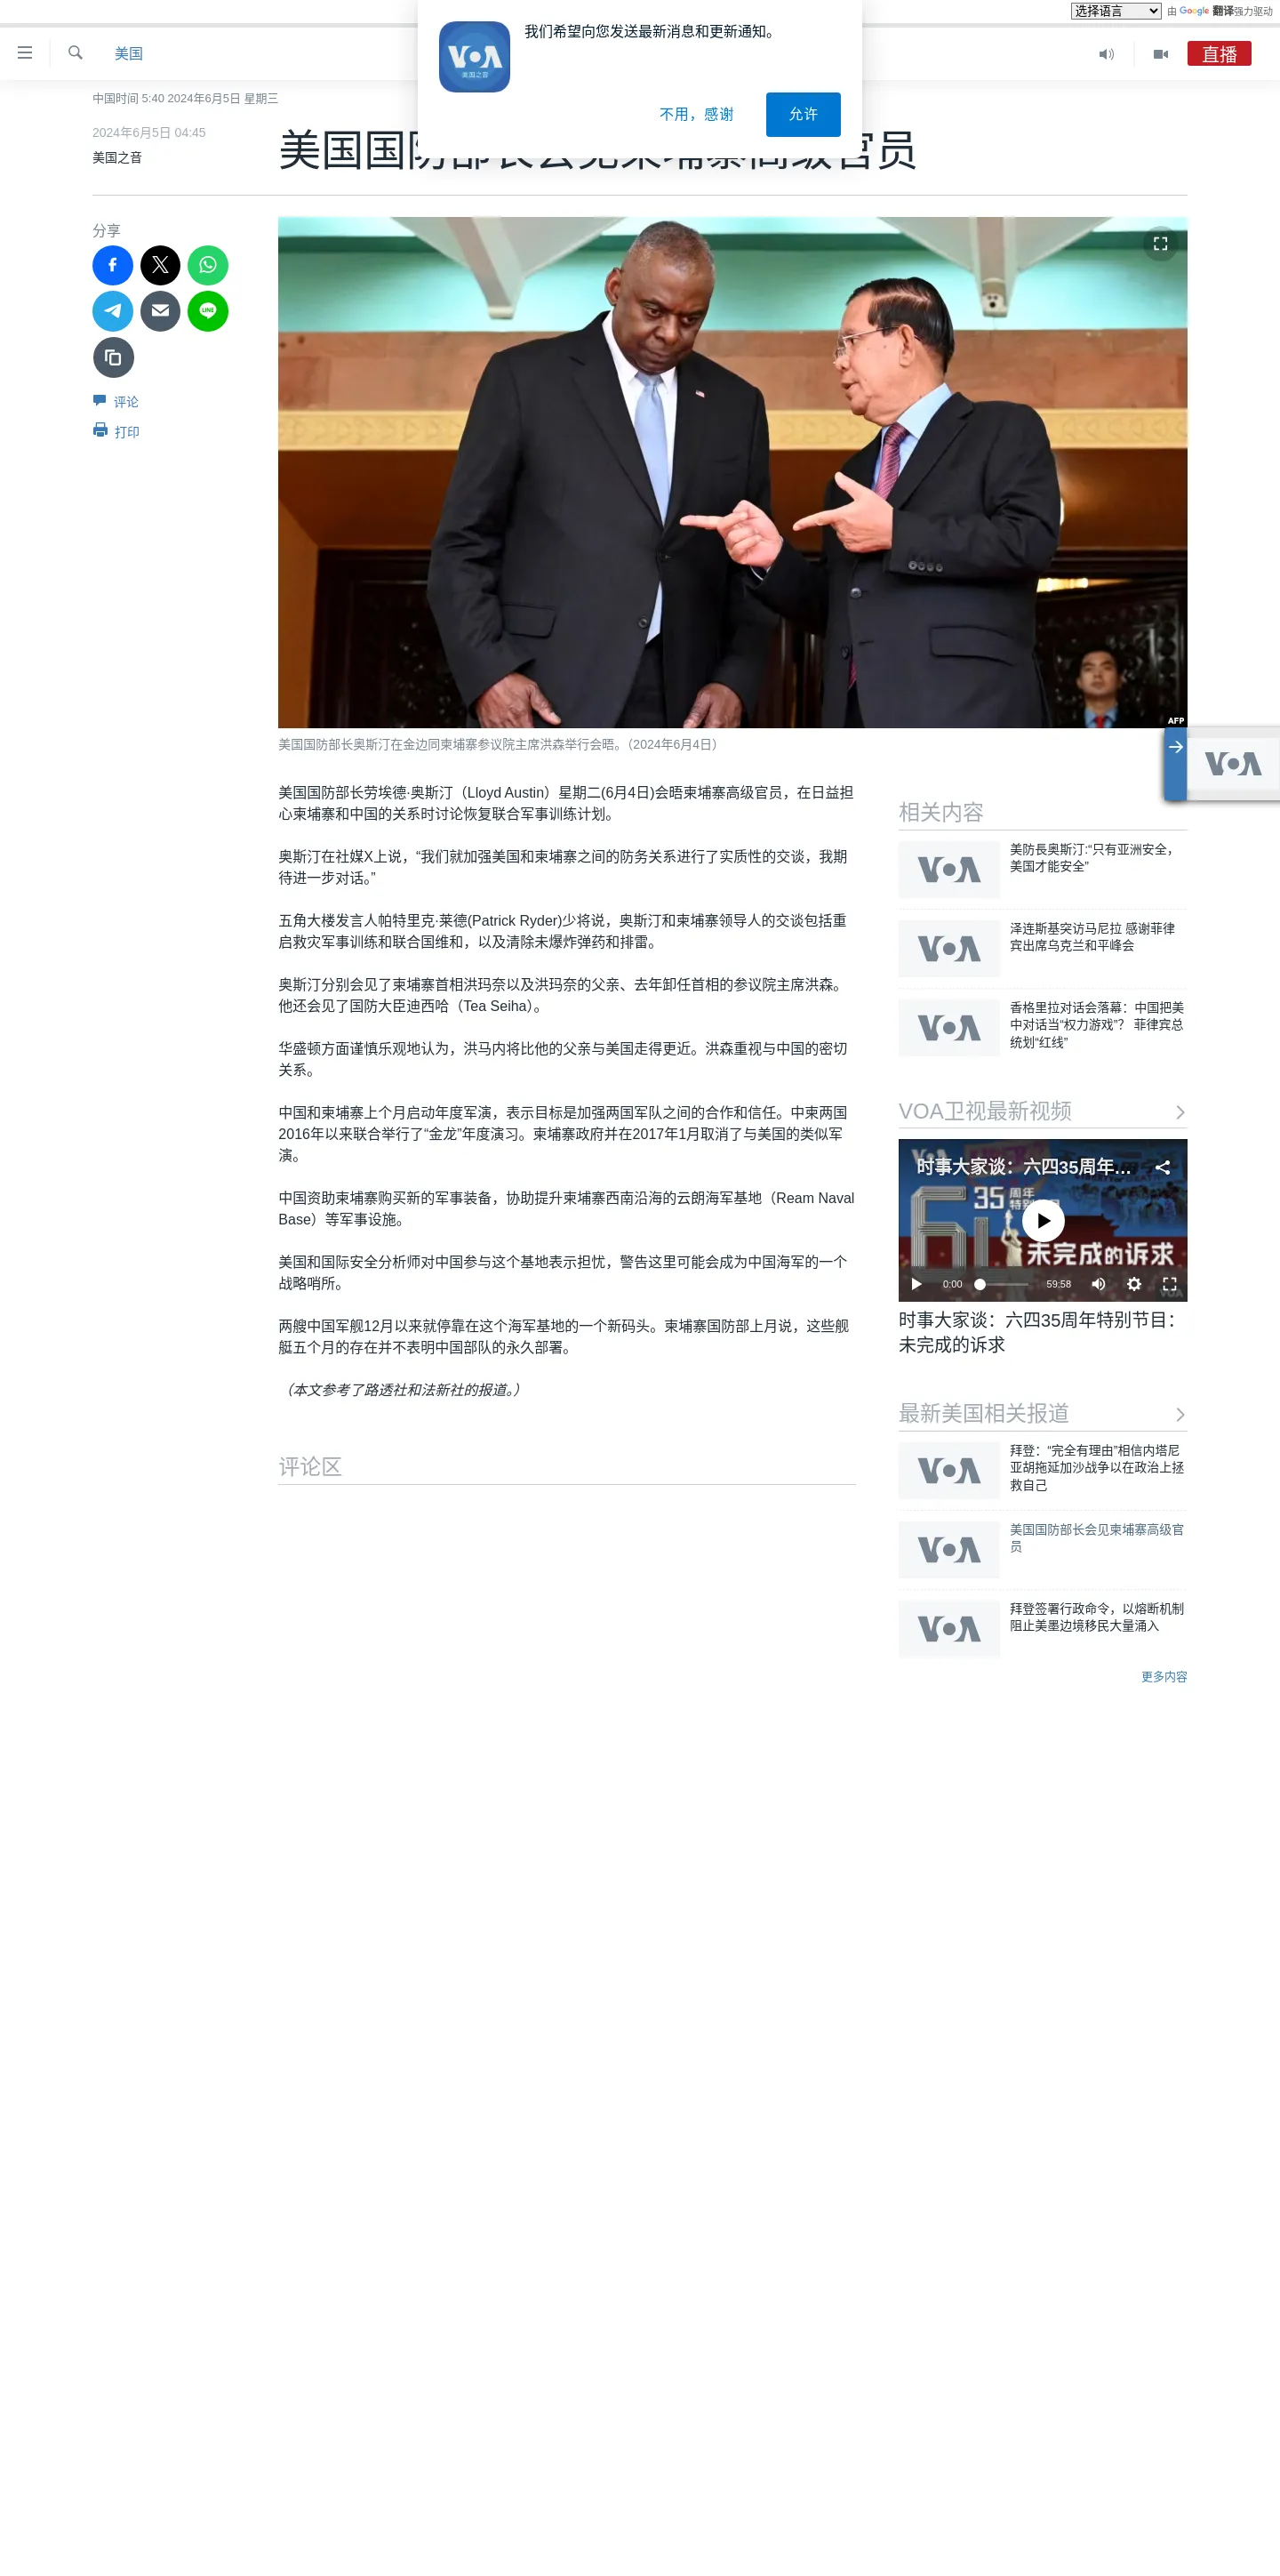 选择语言
由 Google 翻译强力驱动
我们希望向您发送最新消息和更新通知。
VOA
美国之音
不用，感谢
允许
美国
直播
中国时间 5:40 2024年6月5日 星期三
2024年6月5日 04:45
美国之音
美国国防部长会见柬埔寨高级官员
分享
LINE
评论
打印
AFP
美国国防部长奥斯汀在金边同柬埔寨参议院主席洪森举行会晤。（2024年6月4日）
美国国防部长劳埃德·奥斯汀（Lloyd Austin）星期二(6月4日)会晤柬埔寨高级官员，在日益担
心柬埔寨和中国的关系时讨论恢复联合军事训练计划。
奥斯汀在社媒X上说，“我们就加强美国和柬埔寨之间的防务关系进行了实质性的交谈，我期
待进一步对话。”
五角大楼发言人帕特里克·莱德(Patrick Ryder)少将说，奥斯汀和柬埔寨领导人的交谈包括重
启救灾军事训练和联合国维和，以及清除未爆炸弹药和排雷。
奥斯汀分别会见了柬埔寨首相洪玛奈以及洪玛奈的父亲、去年卸任首相的参议院主席洪森。
他还会见了国防大臣迪西哈（Tea Seiha）。
华盛顿方面谨慎乐观地认为，洪马内将比他的父亲与美国走得更近。洪森重视与中国的密切
关系。
中国和柬埔寨上个月启动年度军演，表示目标是加强两国军队之间的合作和信任。中柬两国
2016年以来联合举行了“金龙”年度演习。柬埔寨政府并在2017年1月取消了与美国的类似军
演。
中国资助柬埔寨购买新的军事装备，协助提升柬埔寨西南沿海的云朗海军基地（Ream Naval
Base）等军事设施。
美国和国际安全分析师对中国参与这个基地表示担忧，警告这里可能会成为中国海军的一个
战略哨所。
两艘中国军舰12月以来就停靠在这个海军基地的一个新码头。柬埔寨国防部上月说，这些舰
艇五个月的存在并不表明中国部队的永久部署。
（本文参考了路透社和法新社的报道。）
评论区
VOA
相关内容
VOA
美防長奥斯汀:“只有亚洲安全，
美国才能安全”
VOA
泽连斯基突访马尼拉 感谢菲律
宾出席乌克兰和平峰会
VOA
香格里拉对话会落幕：中国把美
中对话当“权力游戏”？ 菲律宾总
统划“红线”
VOA卫视最新视频
时事大家谈：六四35周年…
35周年
未完成的诉求
0:00
59:58
时事大家谈：六四35周年特别节目：
未完成的诉求
最新美国相关报道
VOA
拜登：“完全有理由”相信内塔尼
亚胡拖延加沙战争以在政治上拯
救自己
VOA
美国国防部长会见柬埔寨高级官
员
VOA
拜登签署行政命令，以熔断机制
阻止美墨边境移民大量涌入
更多内容